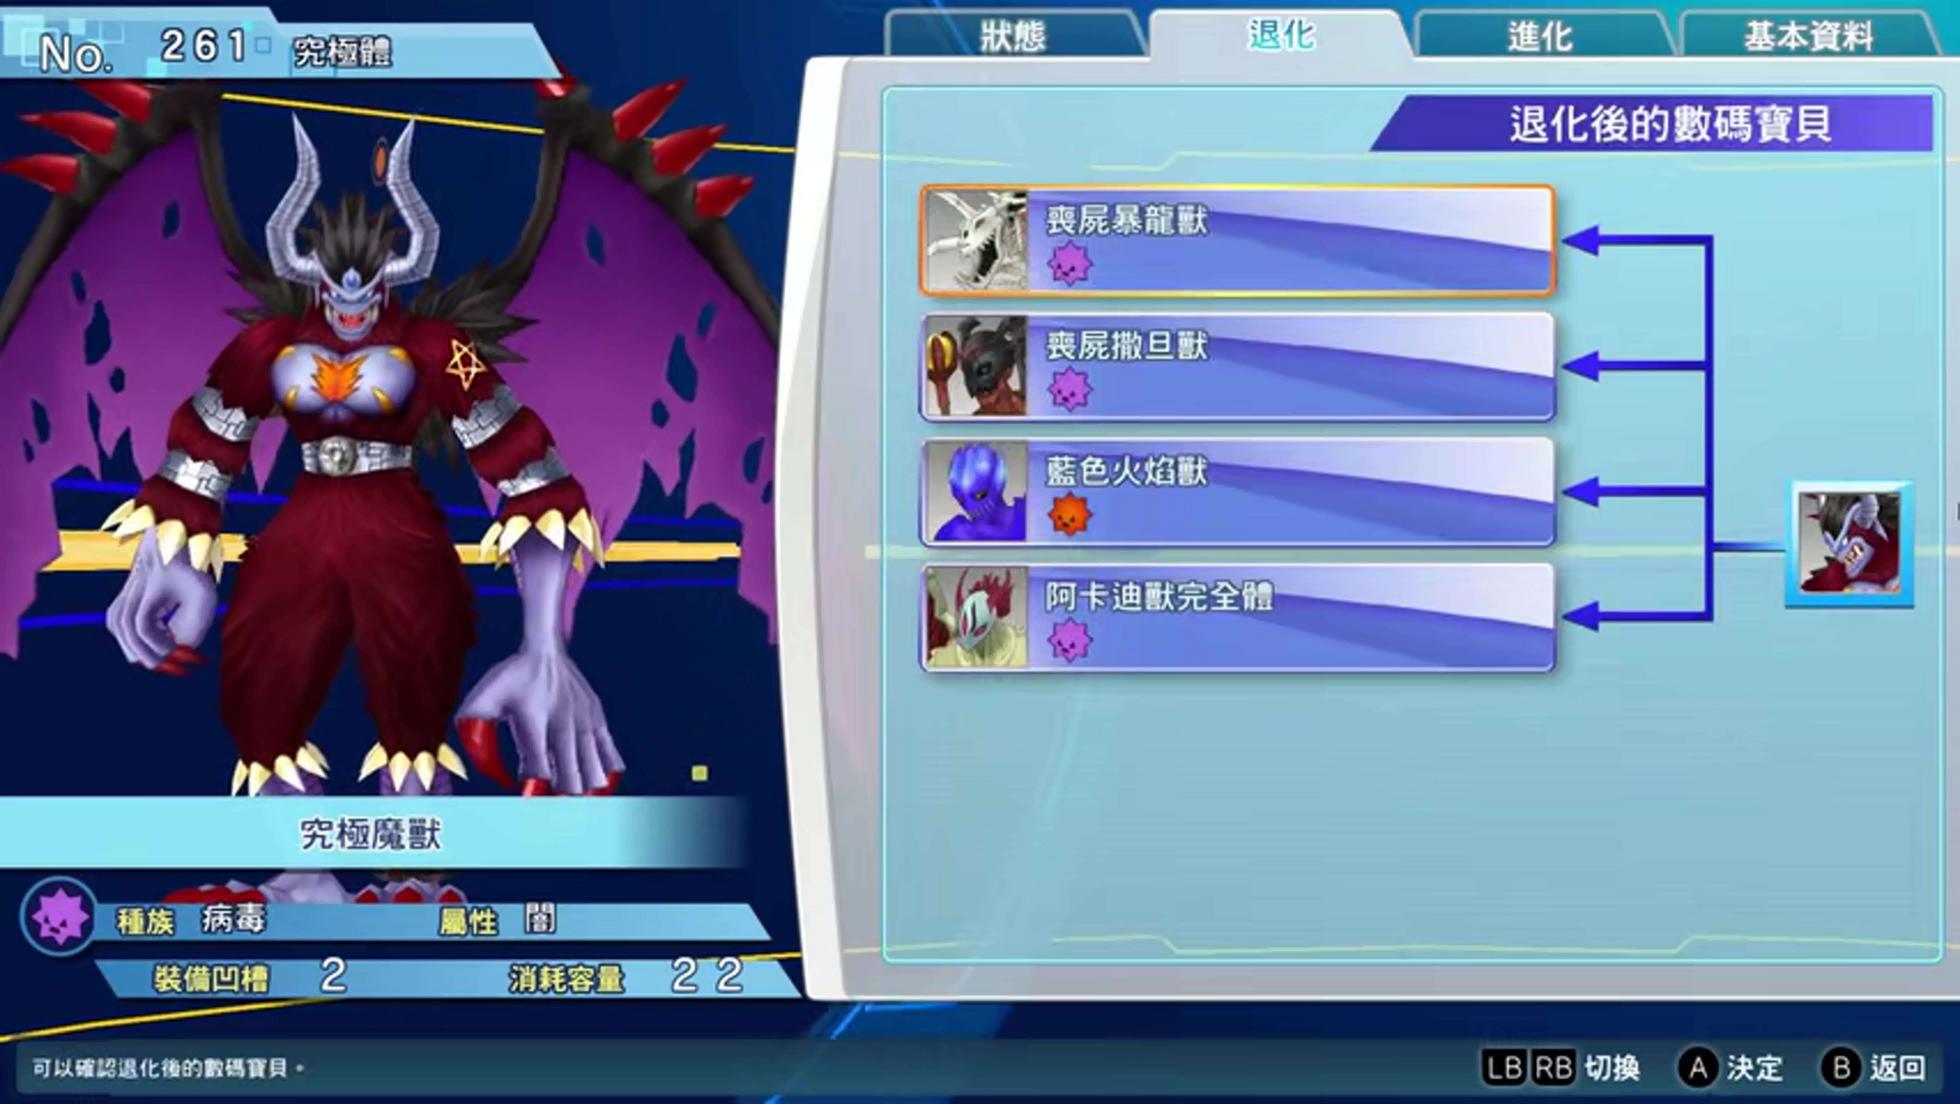 No. 261 究極體
狀態 退化 進化 基本資料
退化後的數碼寶貝
喪屍暴龍獸
喪屍撒旦獸
藍色火焰獸
阿卡迪獸完全體
究極魔獸
種族 病毒 屬性 闇
裝備凹槽 2 消耗容量 22
可以確認退化後的數碼寶貝。
LB RB 切換 A 決定 B 返回